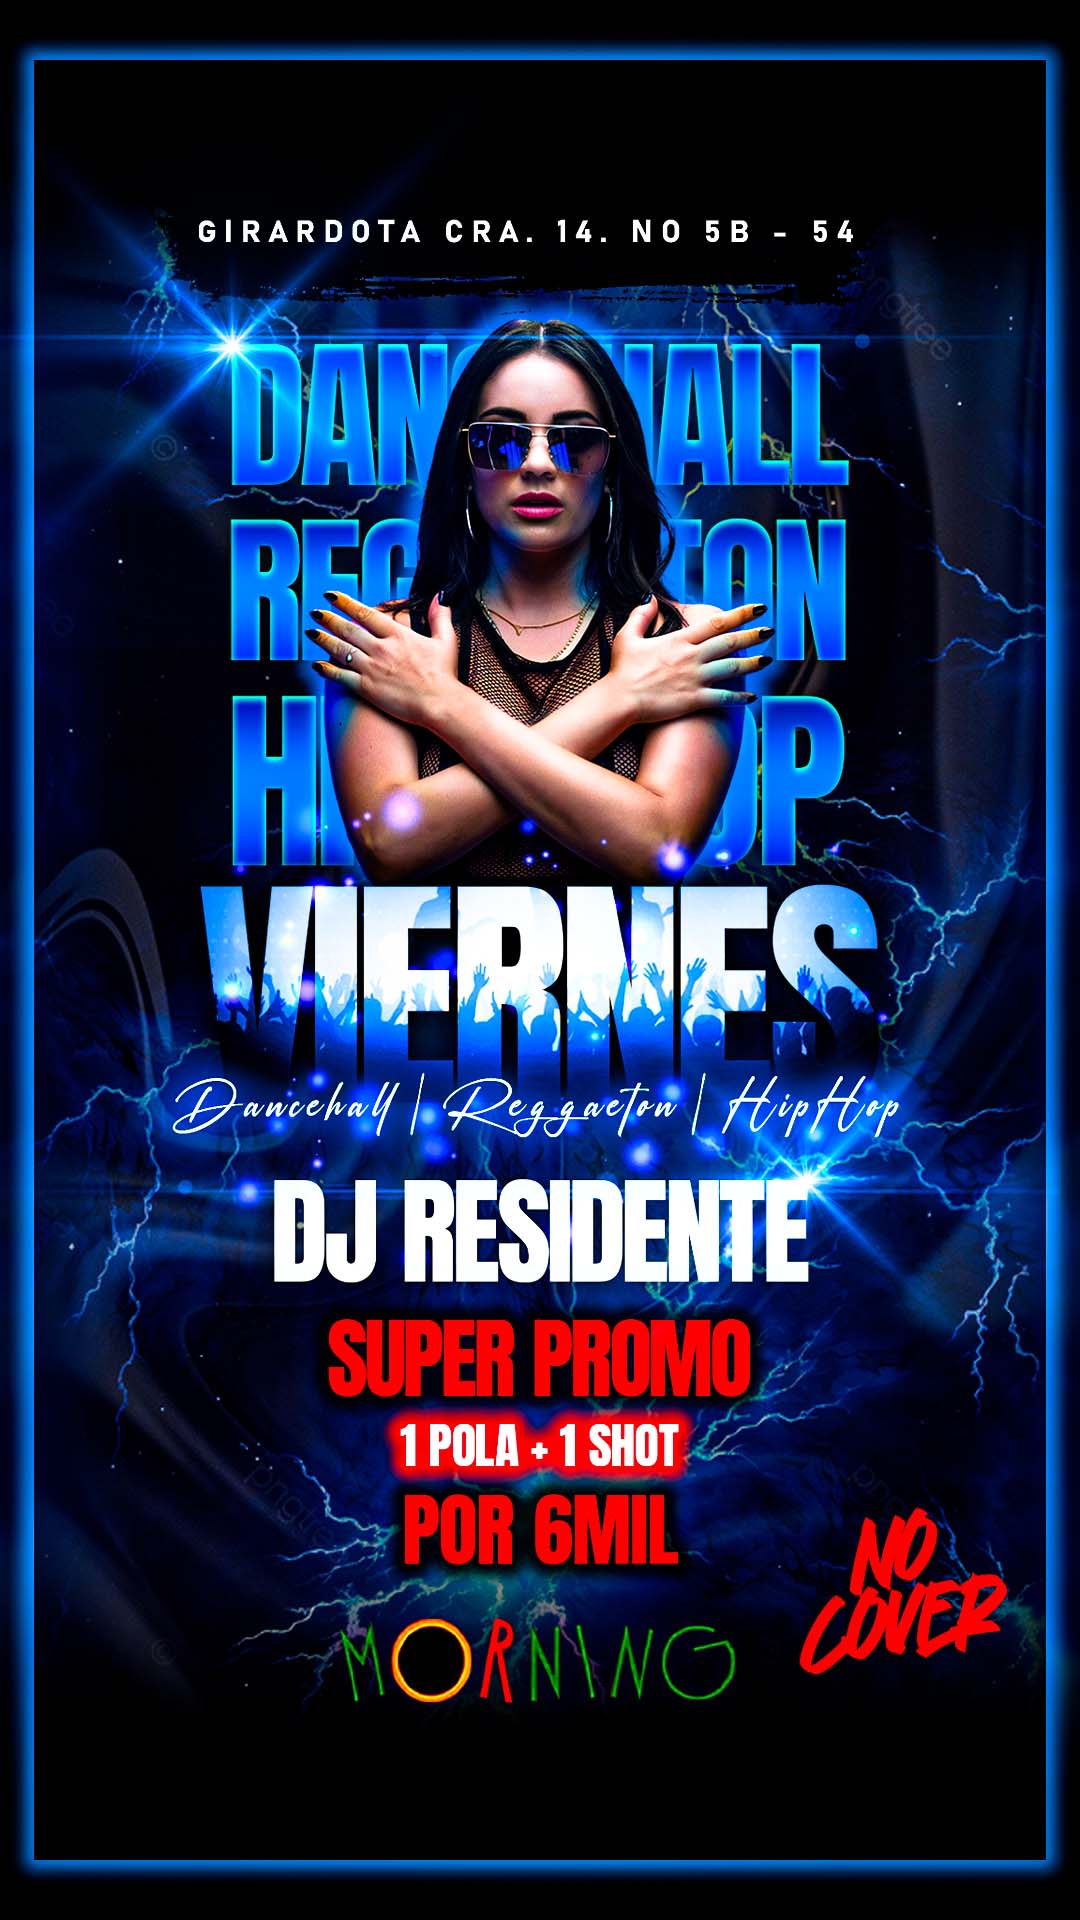 GIRARDOTA CRA. 14. NO 5B - 54
VIERNES
Dancehall | Reggaeton | HipHop
DJ RESIDENTE
SUPER PROMO
1 POLA + 1 SHOT
POR 6MIL
NO
COVER
MORNING
pngtree